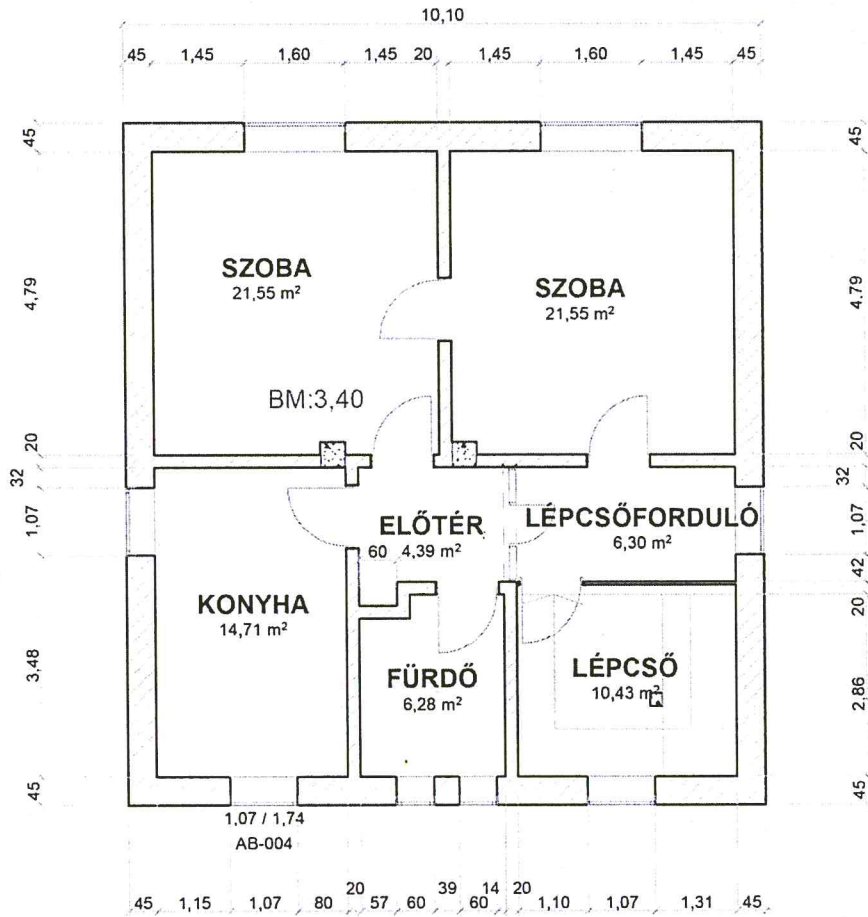 10,10
45 1,45 1,60 1,45 20 1,45 1,60 1,45 45
45 45
4,79 4,79
SZOBA
21,55 m²
SZOBA
21,55 m²
BM:3,40
20
32 32
1,07 1,07
ELŐTÉR
60 4,39 m²
LÉPCSŐFORDULÓ
6,30 m²
42
20
KONYHA
14,71 m²
3,48
FÜRDŐ
6,28 m²
LÉPCSŐ
10,43 m²
2,86
45 45
1,07 / 1,74
AB-004
45 1,15 1,07 80 20 57 60 39 60 14 20 1,10 1,07 1,31 45